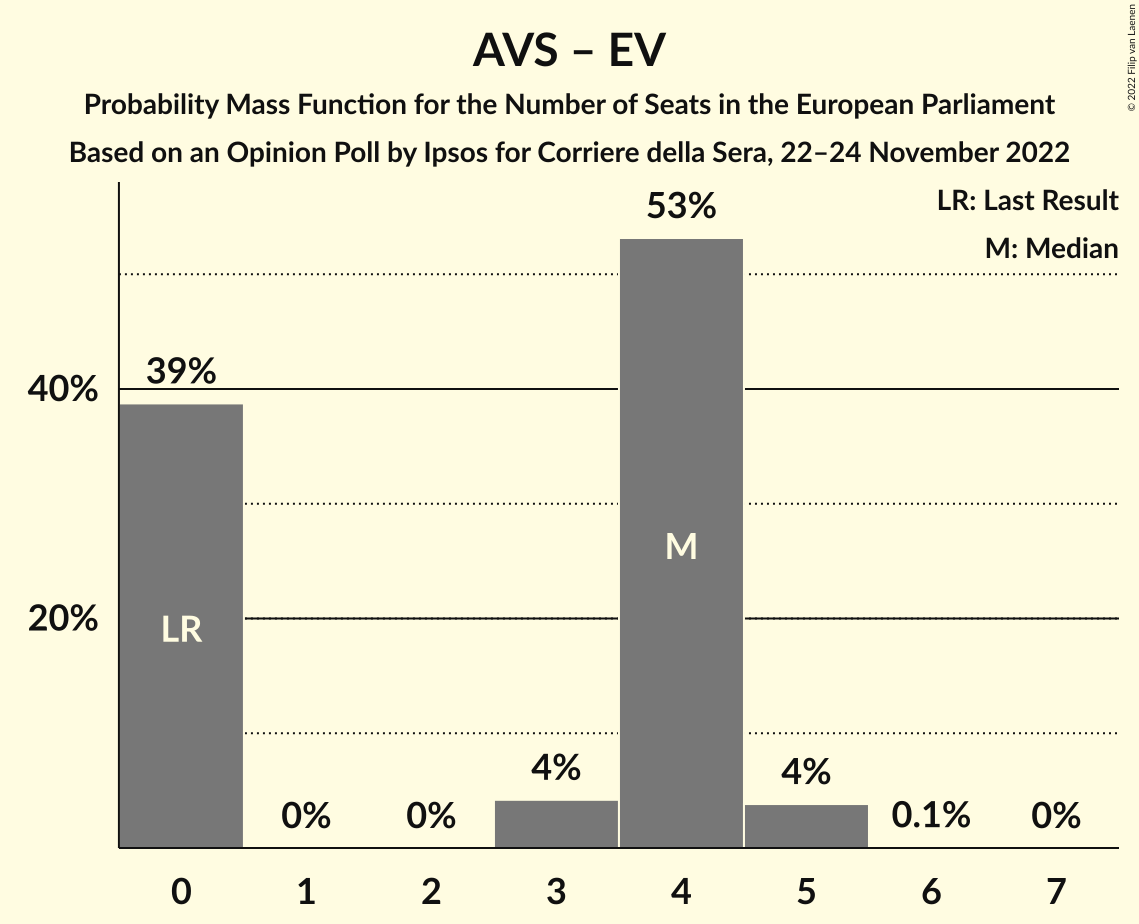 AVS – EV
Probability Mass Function for the Number of Seats in the European Parliament
Based on an Opinion Poll by Ipsos for Corriere della Sera, 22–24 November 2022
© 2022 Filip van Laenen
LR: Last Result
M: Median
53%
39%
40%
M
20%
LR
4%
4%
0%
0%
0.1%
0%
0 1 2 3 4 5 6 7